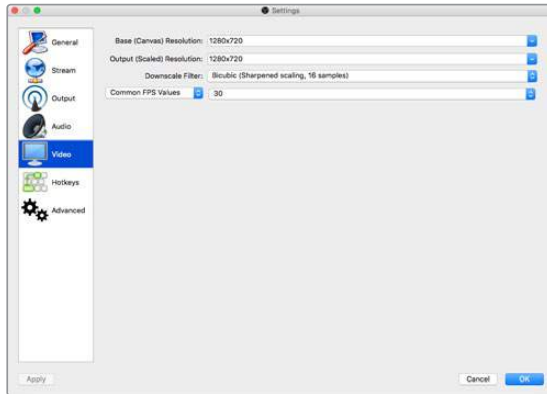 Settings
General
Stream
Output
Audio
Video
Hotkeys
Advanced
Base (Canvas) Resolution: 1280x720
Output (Scaled) Resolution: 1280x720
Downscale Filter: Bicubic (Sharpened scaling, 16 samples)
Common FPS Values 30
Apply
Cancel
OK